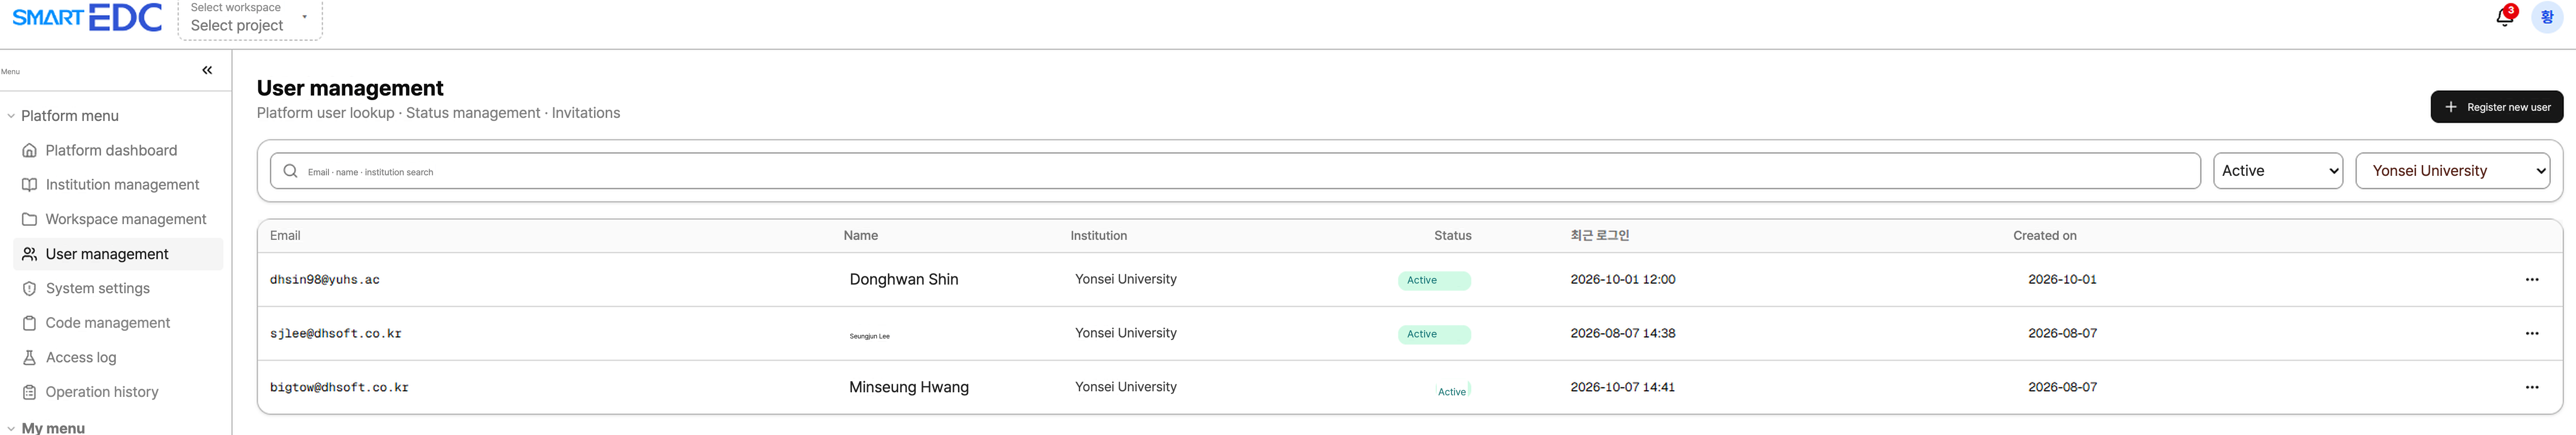 SMART EDC
Select workspace
Select project
3
황
Menu
Platform menu
Platform dashboard
Institution management
Workspace management
User management
System settings
Code management
Access log
Operation history
My menu
User management
Platform user lookup · Status management · Invitations
Register new user
Email · name · institution search
Active
Yonsei University
Email Name Institution Status 최근 로그인 Created on
dhsin98@yuhs.ac Donghwan Shin Yonsei University Active 2026-10-01 12:00 2026-10-01
sjlee@dhsoft.co.kr Seungjun Lee Yonsei University Active 2026-08-07 14:38 2026-08-07
bigtow@dhsoft.co.kr Minseung Hwang Yonsei University Active 2026-10-07 14:41 2026-08-07